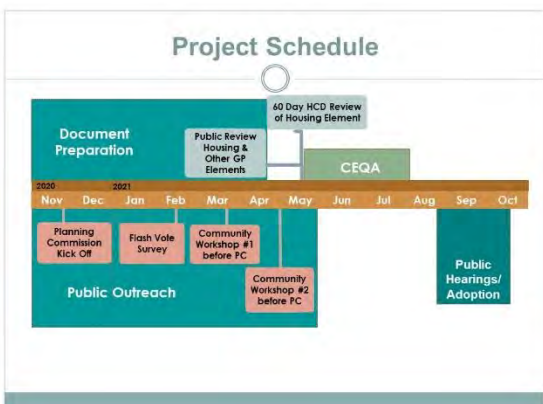 Project Schedule
60 Day HCD Review
of Housing Element
Document
Preparation
Public Review
Housing &
Other GP
Elements
CEQA
2020 2021
Nov Dec Jan Feb Mar Apr May Jun Jul Aug Sep Oct
Planning
Commission
Kick Off
Flash Vote
Survey
Community
Workshop #1
before PC
Community
Workshop #2
before PC
Public Outreach
Public
Hearings/
Adoption